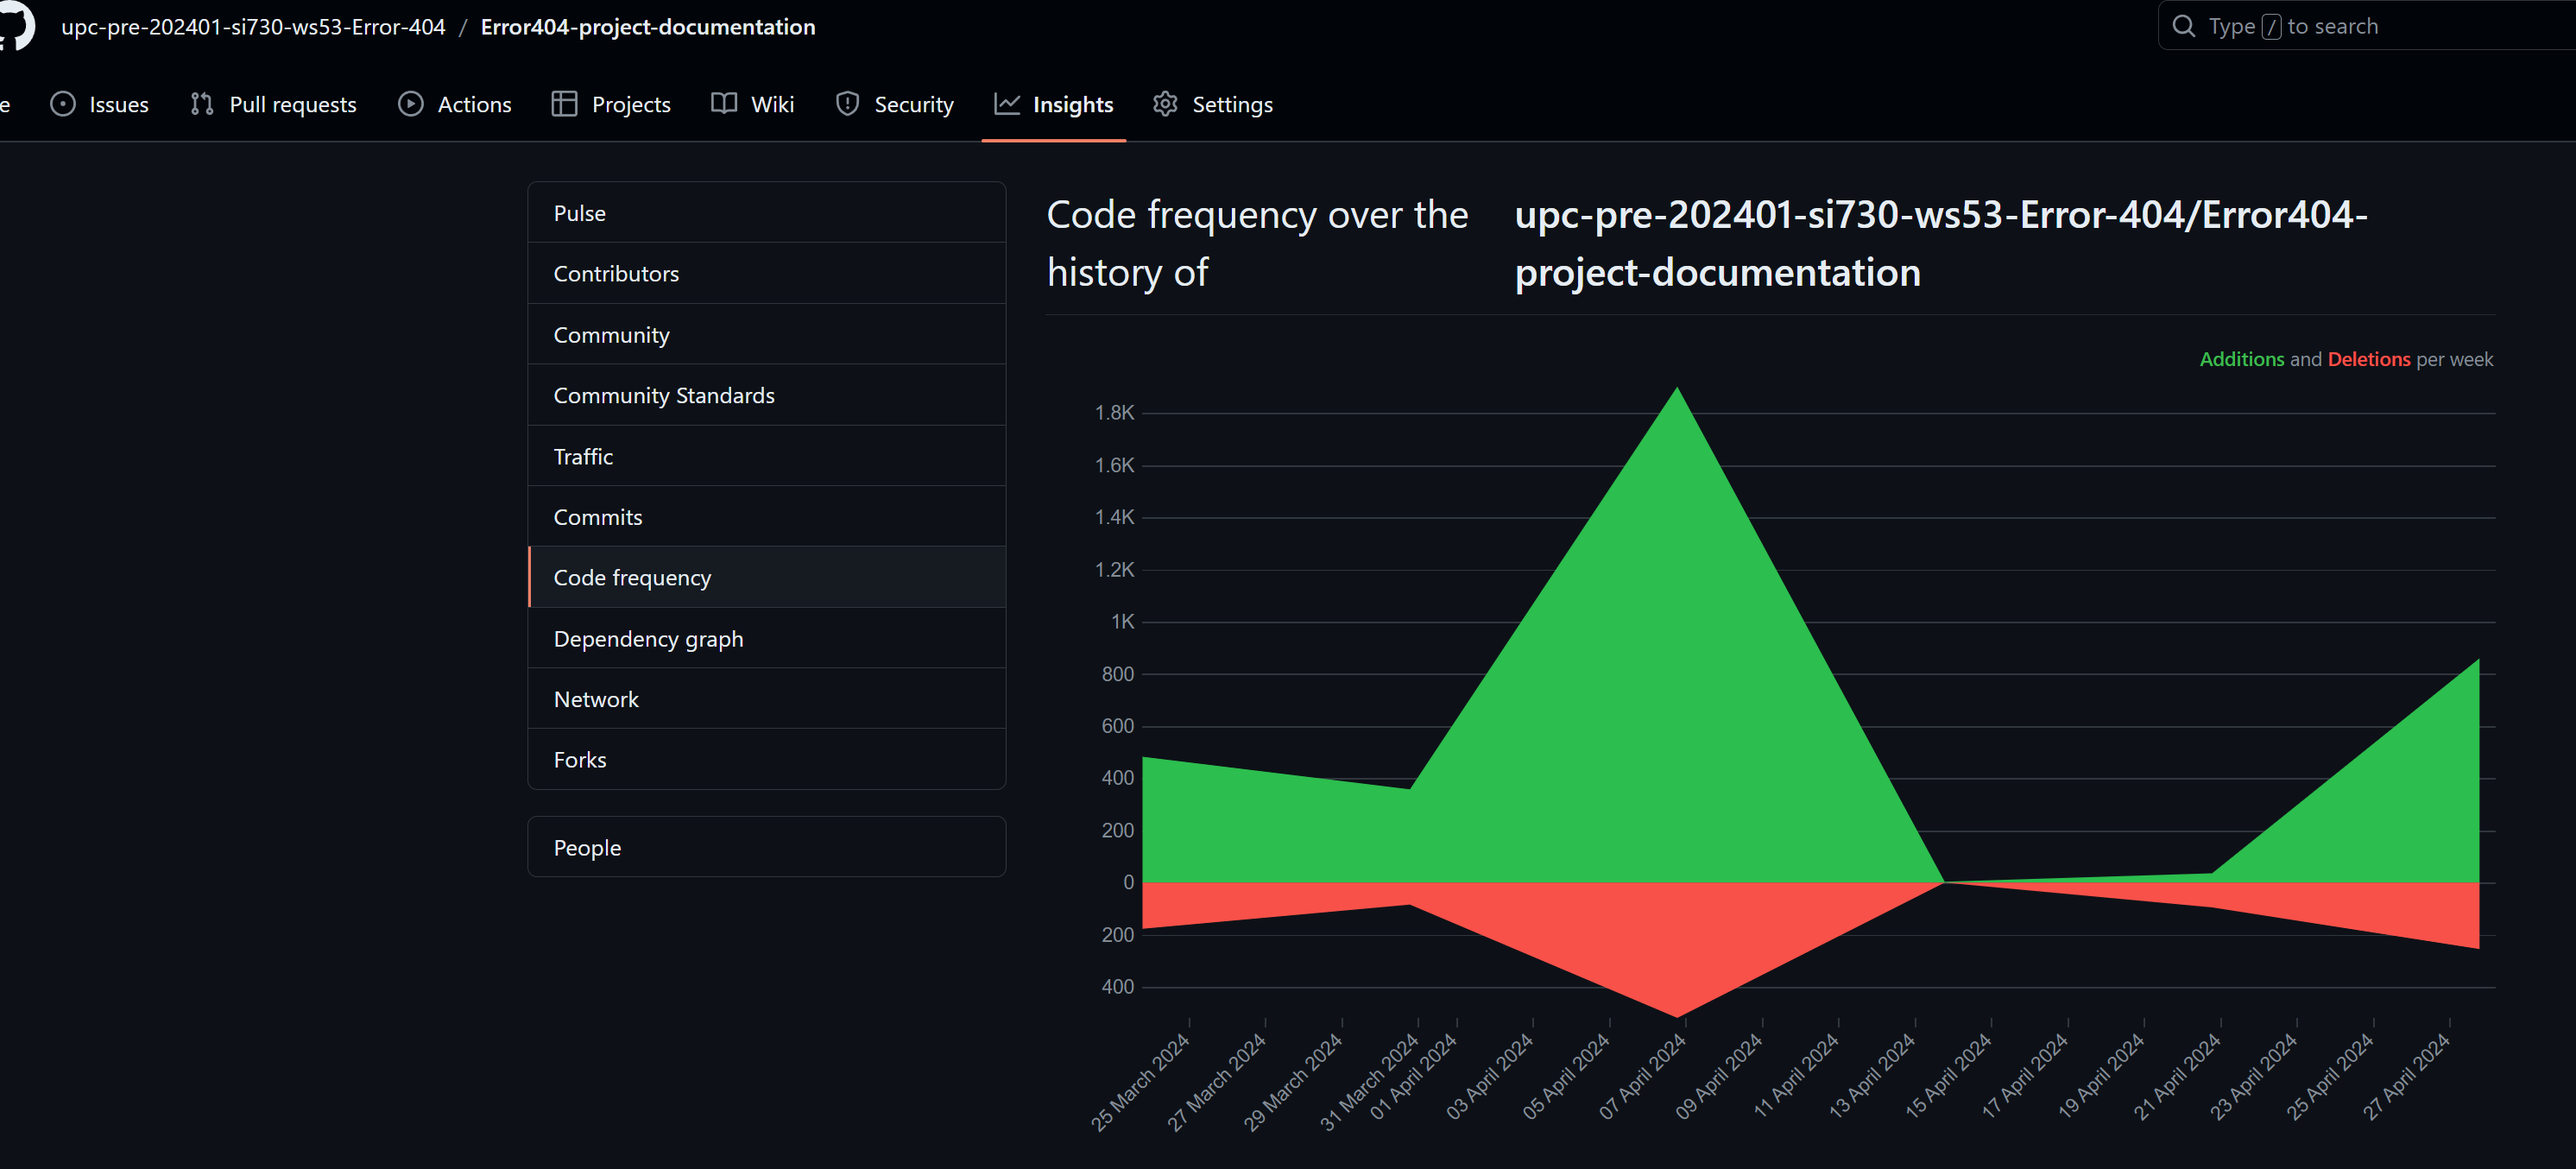 upc-pre-202401-si730-ws53-Error-404 / Error404-project-documentation
Type / to search
e Issues Pull requests Actions Projects Wiki Security Insights Settings
Pulse
Contributors
Community
Community Standards
Traffic
Commits
Code frequency
Dependency graph
Network
Forks
People
Code frequency over the
history of
upc-pre-202401-si730-ws53-Error-404/Error404-
project-documentation
Additions and Deletions per week
1.8K
1.6K
1.4K
1.2K
1K
800
600
400
200
0
200
400
25 March 2024
27 March 2024
29 March 2024
31 March 2024
01 April 2024
03 April 2024
05 April 2024
07 April 2024
09 April 2024
11 April 2024
13 April 2024
15 April 2024
17 April 2024
19 April 2024
21 April 2024
23 April 2024
25 April 2024
27 April 2024